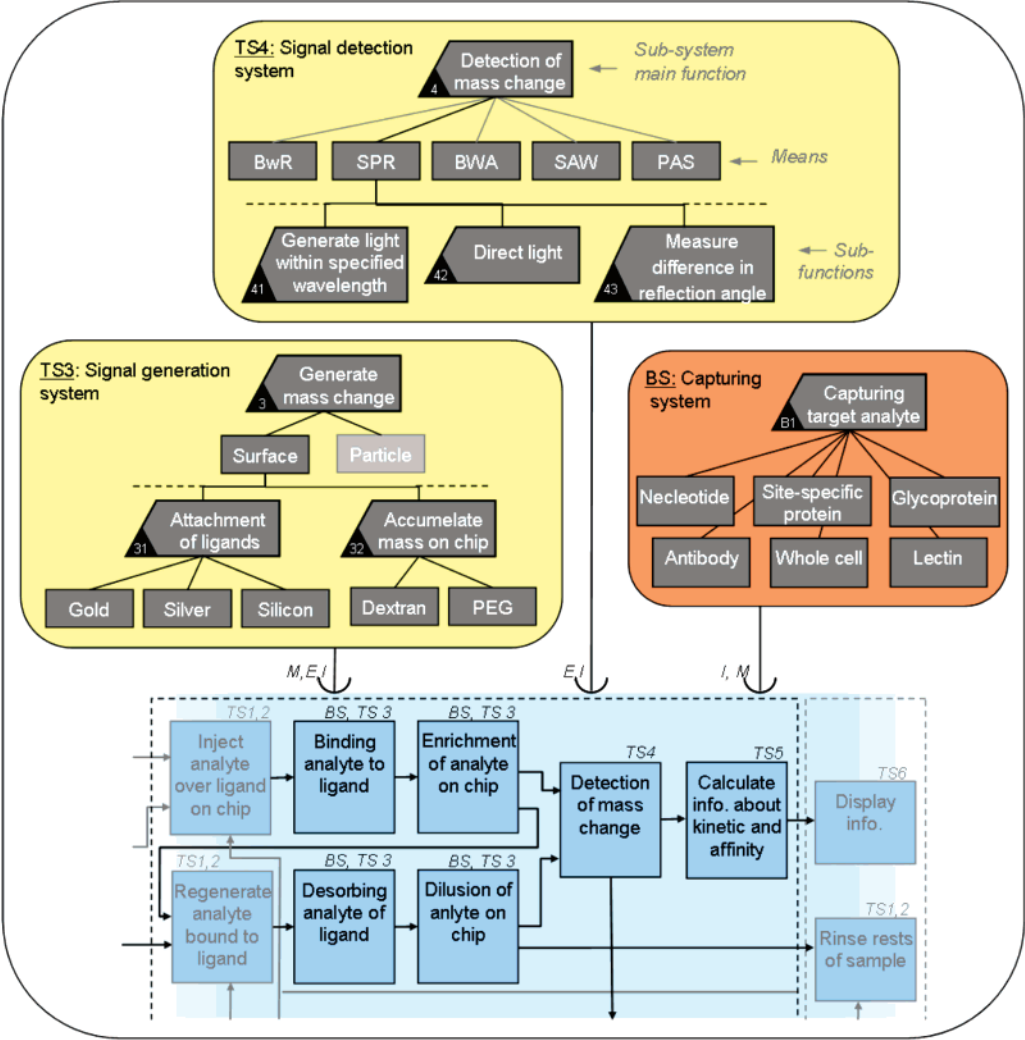 TS4: Signal detection
system
Detection of
mass change
4
Sub-system
main function
BwR
SPR
BWA
SAW
PAS
Means
Generate light
within specified
wavelength
41
Direct light
42
Measure
difference in
reflection angle
43
Sub-
functions
TS3: Signal generation
system
Generate
mass change
3
Surface
Particle
Attachment
of ligands
31
Accumelate
mass on chip
32
Gold
Silver
Silicon
Dextran
PEG
BS: Capturing
system
Capturing
target analyte
B1
Necleotide
Site-specific
protein
Glycoprotein
Antibody
Whole cell
Lectin
M,E,I
E,I
I, M
TS1,2
Inject
analyte
over ligand
on chip
BS, TS 3
Binding
analyte to
ligand
BS, TS 3
Enrichment
of analyte
on chip
TS4
Detection
of mass
change
TS5
Calculate
info. about
kinetic and
affinity
TS6
Display
info.
TS1,2
Regenerate
analyte
bound to
ligand
BS, TS 3
Desorbing
analyte of
ligand
BS, TS 3
Dilusion of
anlyte on
chip
TS1,2
Rinse rests
of sample